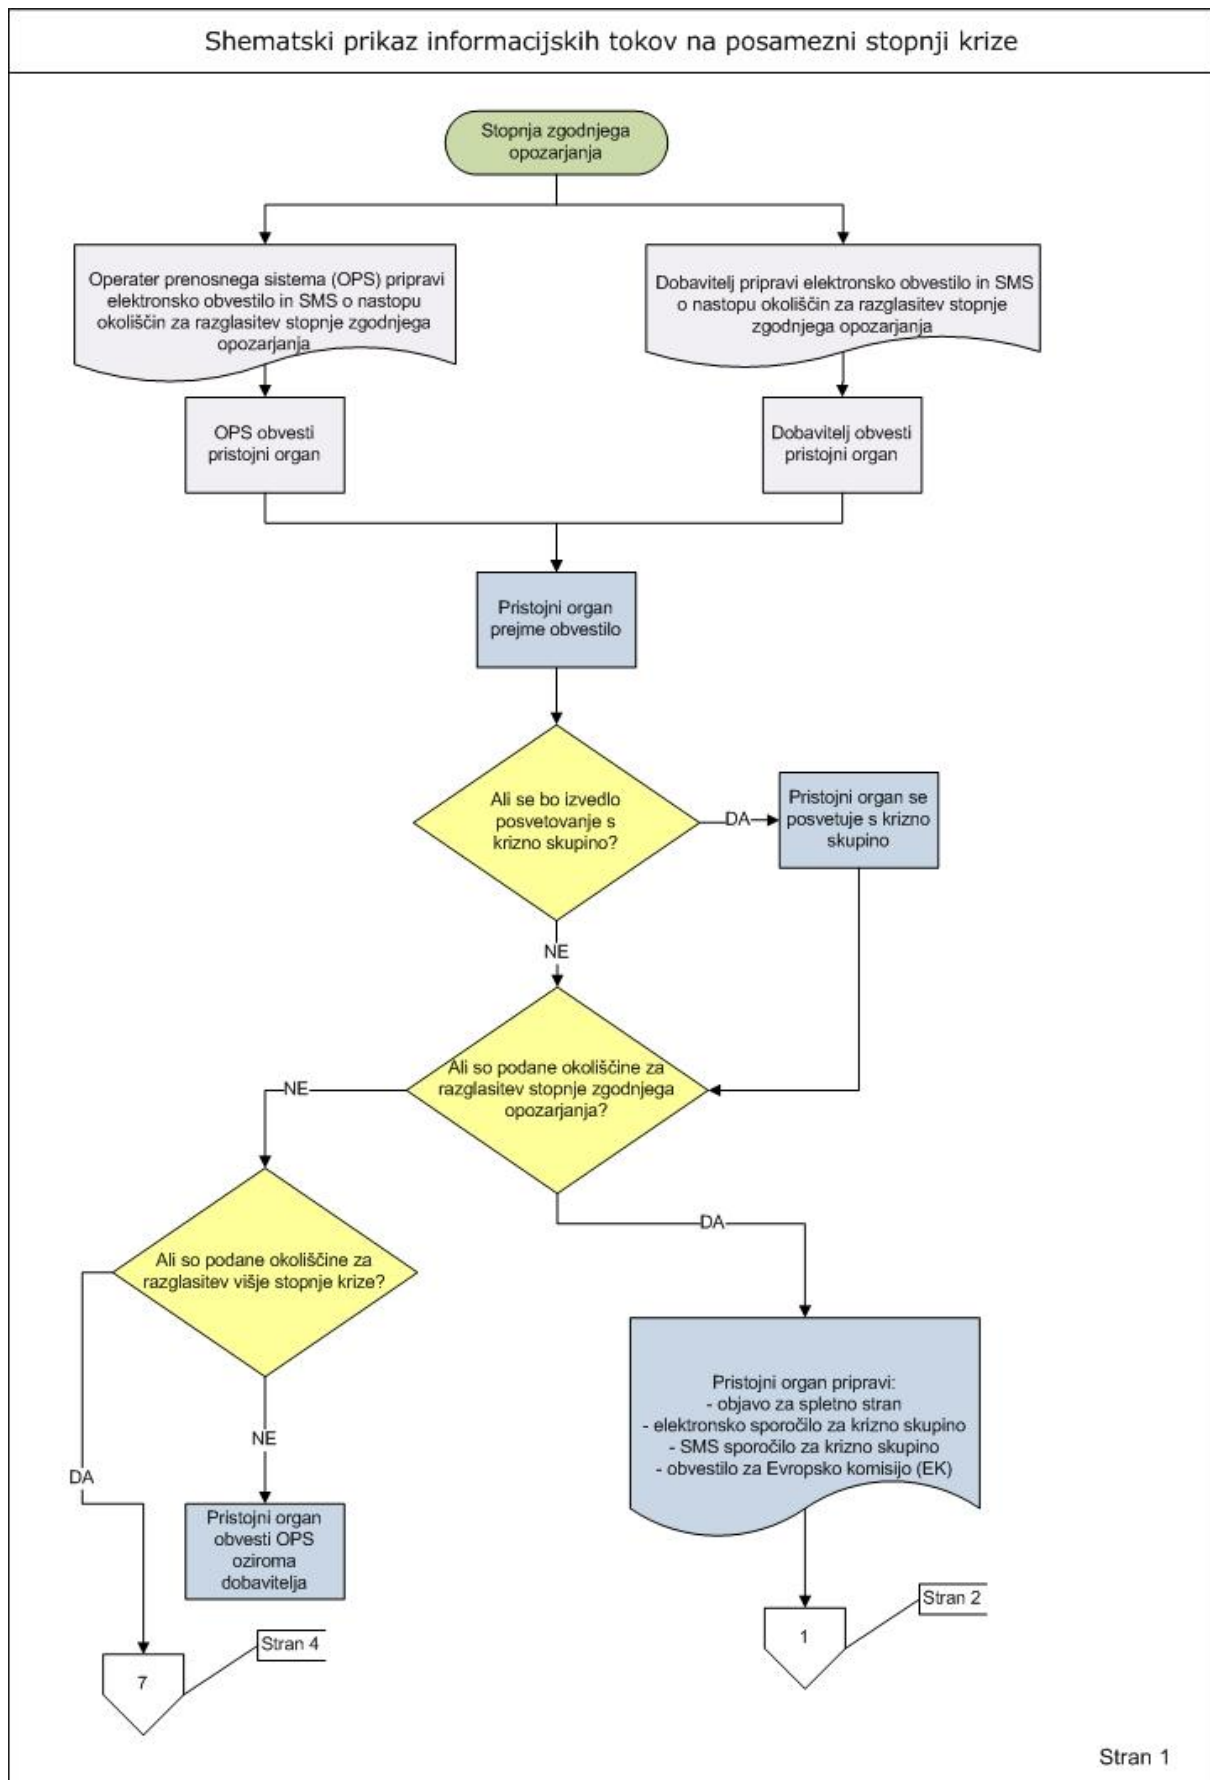 Shematski prikaz informacijskih tokov na posamezni stopnji krize
Stopnja zgodnjega
opozarjanja
Operater prenosnega sistema (OPS) pripravi
elektronsko obvestilo in SMS o nastopu
okoliščin za razglasitev stopnje zgodnjega
opozarjanja
Dobavitelj pripravi elektronsko obvestilo in SMS
o nastopu okoliščin za razglasitev stopnje
zgodnjega opozarjanja
OPS obvesti
pristojni organ
Dobavitelj obvesti
pristojni organ
Pristojni organ
prejme obvestilo
Ali se bo izvedlo
posvetovanje s
krizno skupino?
DA
Pristojni organ se
posvetuje s krizno
skupino
NE
Ali so podane okoliščine za
razglasitev stopnje zgodnjega
opozarjanja?
NE
DA
Ali so podane okoliščine za
razglasitev višje stopnje krize?
Pristojni organ pripravi:
- objavo za spletno stran
- elektronsko sporočilo za krizno skupino
- SMS sporočilo za krizno skupino
- obvestilo za Evropsko komisijo (EK)
NE
DA
Pristojni organ
obvesti OPS
oziroma
dobavitelja
Stran 2
1
Stran 4
7
Stran 1